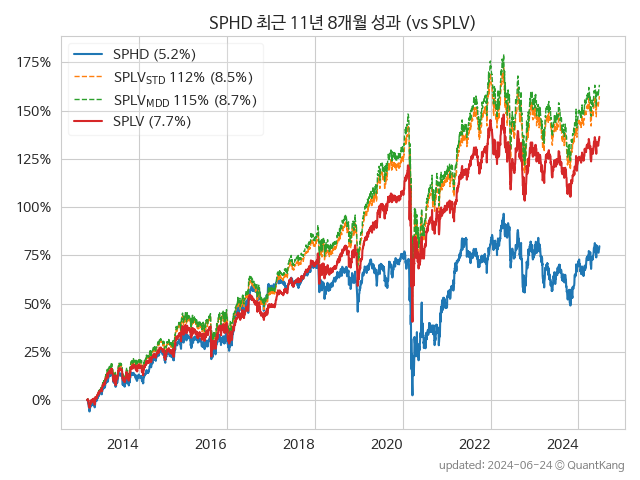 SPHD 최근 11년 8개월 성과 (vs SPLV)
SPHD (5.2%)
SPLV_STD 112% (8.5%)
SPLV_MDD 115% (8.7%)
SPLV (7.7%)
175%
150%
125%
100%
75%
50%
25%
0%
2014 2016 2018 2020 2022 2024
updated: 2024-06-24 © QuantKang